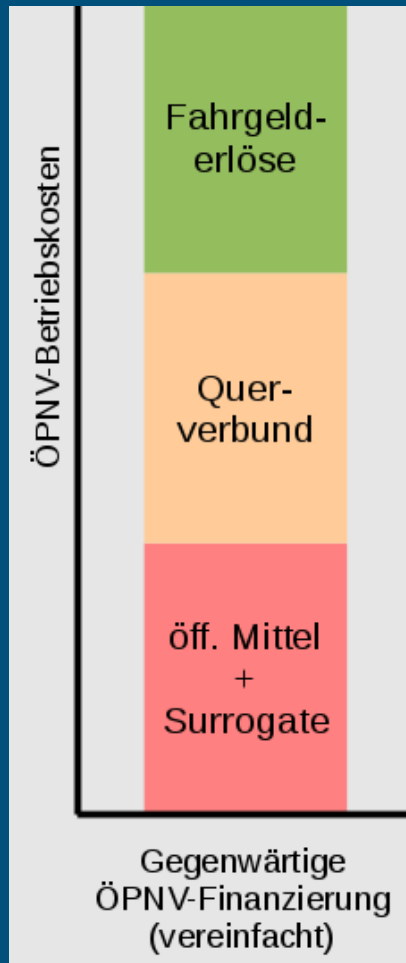 ÖPNV-Betriebskosten
Fahrgeld-
erlöse
Quer-
verbund
öff. Mittel
+
Surrogate
Gegenwärtige
ÖPNV-Finanzierung
(vereinfacht)